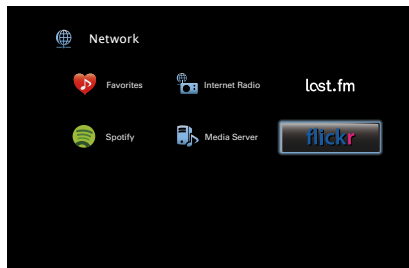 Network
Favorites
Internet Radio
last.fm
Spotify
Media Server
flickr